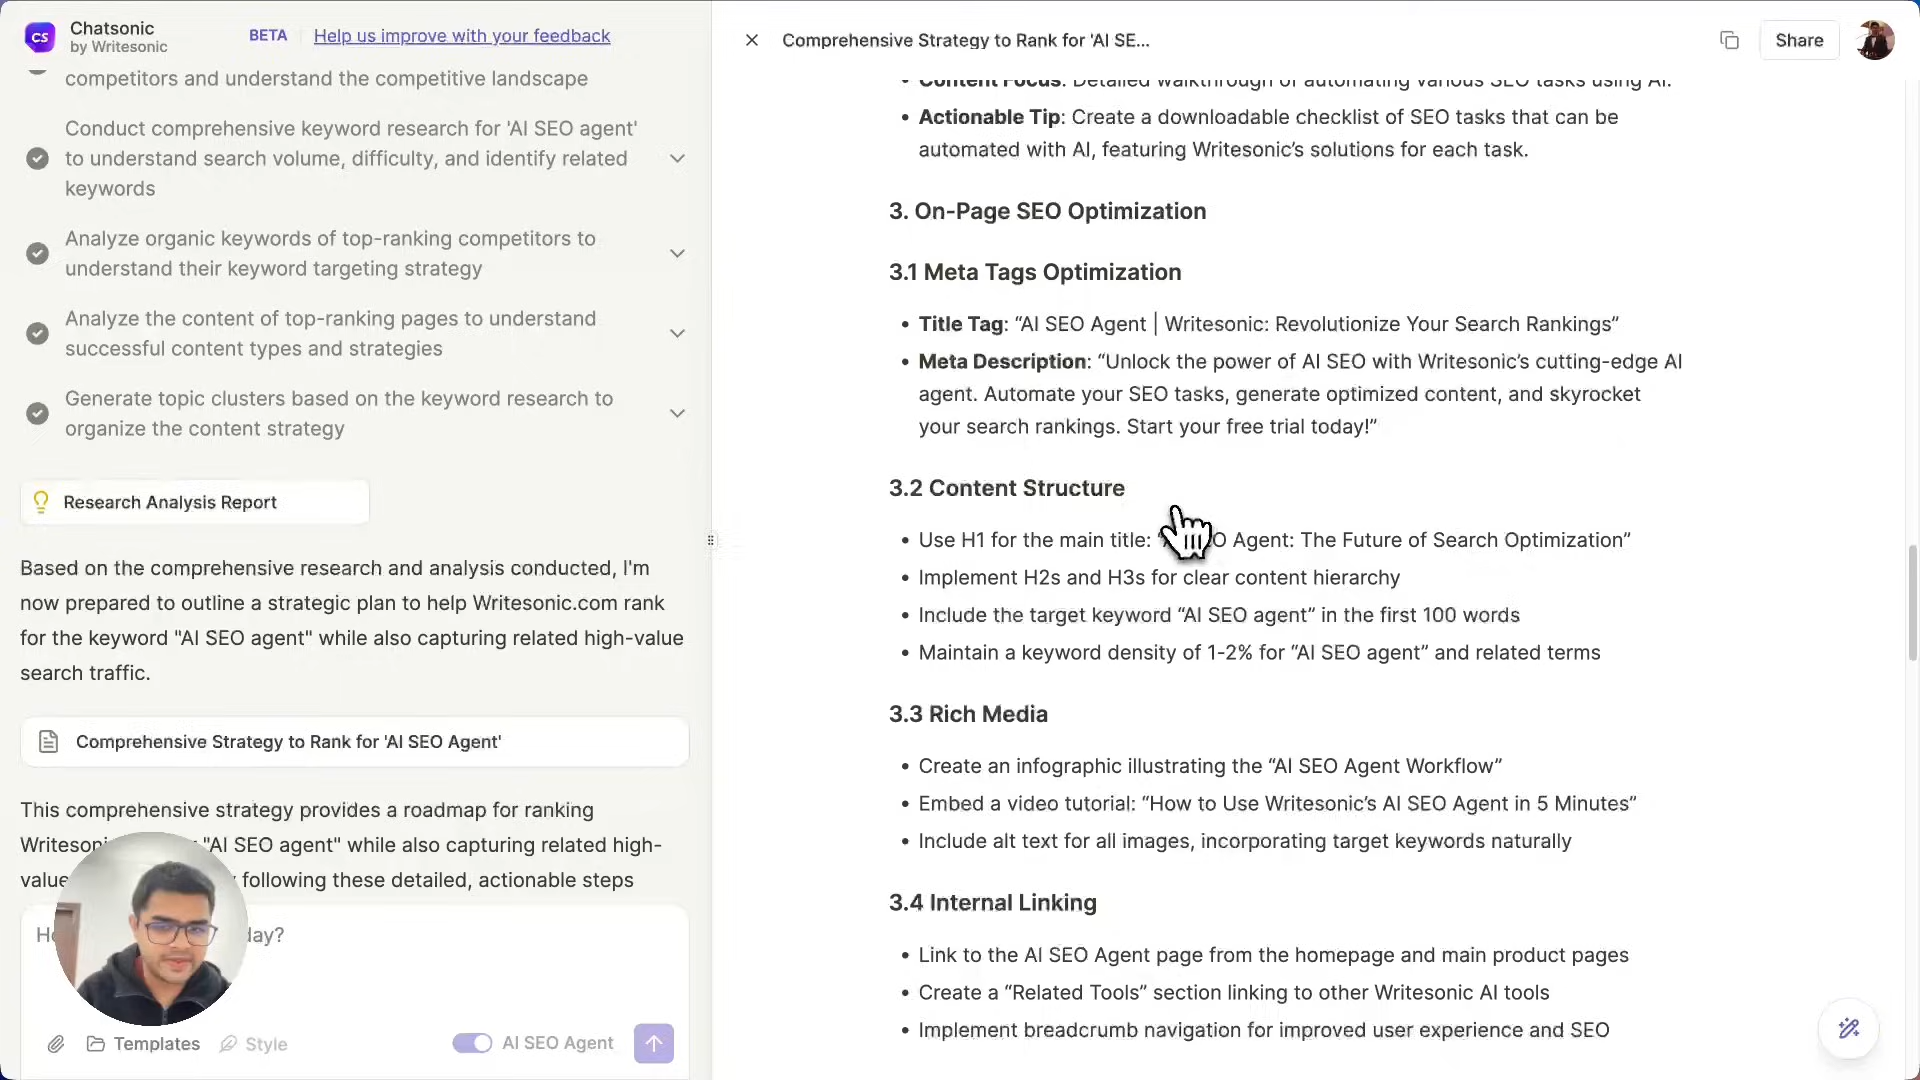 Chatsonic
by Writesonic
BETA
Help us improve with your feedback
competitors and understand the competitive landscape
Conduct comprehensive keyword research for 'AI SEO agent'
to understand search volume, difficulty, and identify related
keywords
Analyze organic keywords of top-ranking competitors to
understand their keyword targeting strategy
Analyze the content of top-ranking pages to understand
successful content types and strategies
Generate topic clusters based on the keyword research to
organize the content strategy
Research Analysis Report
Based on the comprehensive research and analysis conducted, I'm
now prepared to outline a strategic plan to help Writesonic.com rank
for the keyword "AI SEO agent" while also capturing related high-value
search traffic.
Comprehensive Strategy to Rank for 'AI SEO Agent'
This comprehensive strategy provides a roadmap for ranking
"AI SEO agent" while also capturing related high-
value following these detailed, actionable steps
Templates
Style
AI SEO Agent
Comprehensive Strategy to Rank for 'AI SE...
Share
• Content Focus: Detailed walkthrough of automating various SEO tasks using AI.
• Actionable Tip: Create a downloadable checklist of SEO tasks that can be
automated with AI, featuring Writesonic’s solutions for each task.
3. On-Page SEO Optimization
3.1 Meta Tags Optimization
• Title Tag: “AI SEO Agent | Writesonic: Revolutionize Your Search Rankings”
• Meta Description: “Unlock the power of AI SEO with Writesonic’s cutting-edge AI
agent. Automate your SEO tasks, generate optimized content, and skyrocket
your search rankings. Start your free trial today!”
3.2 Content Structure
• Use H1 for the main title: Agent: The Future of Search Optimization”
• Implement H2s and H3s for clear content hierarchy
• Include the target keyword “AI SEO agent” in the first 100 words
• Maintain a keyword density of 1-2% for “AI SEO agent” and related terms
3.3 Rich Media
• Create an infographic illustrating the “AI SEO Agent Workflow”
• Embed a video tutorial: “How to Use Writesonic’s AI SEO Agent in 5 Minutes”
• Include alt text for all images, incorporating target keywords naturally
3.4 Internal Linking
• Link to the AI SEO Agent page from the homepage and main product pages
• Create a “Related Tools” section linking to other Writesonic AI tools
• Implement breadcrumb navigation for improved user experience and SEO